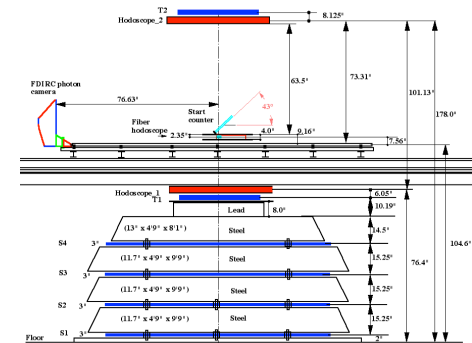 T2
8.125"
Hodoscope_2
FDIRC photon
camera
76.63"
Start
counter
43°
63.5"
73.31"
101.13"
178.0"
Fiber
hodoscope
2.35"
4.0"
9.16"
7.56"
Hodoscope_1
T1
6.05"
Lead
8.0"
10.19"
(13" x 4'9" x 8'1")
Steel
14.5"
104.6"
S4
3"
(11.7" x 4'9" x 9'9")
Steel
15.25"
76.4"
S3
3"
(11.7" x 4'9" x 9'9")
Steel
15.25"
S2
3"
(11.7" x 4'9" x 9'9")
Steel
15.25"
S1
3"
Floor
2"